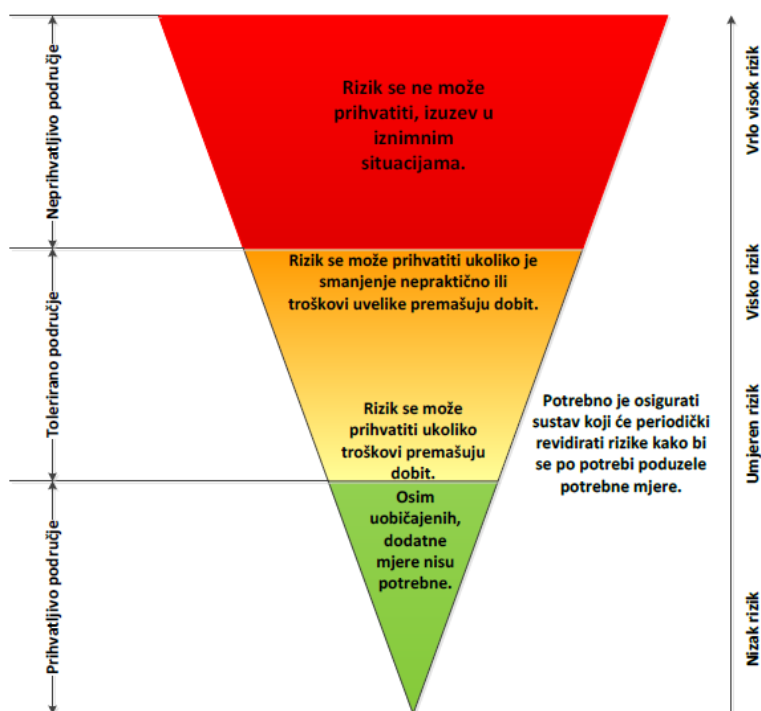 Neprihvatljivo područje
Tolerirano područje
Prihvatljivo područje
Rizik se ne može
prihvatiti, izuzev u
iznimnim
situacijama.
Rizik se može prihvatiti ukoliko je
smanjenje nepraktično ili
troškovi uvelike premašuju dobit.
Rizik se može
prihvatiti ukoliko
troškovi premašuju
dobit.
Osim
uobičajenih,
dodatne
mjere nisu
potrebne.
Potrebno je osigurati
sustav koji će periodički
revidirati rizike kako bi
se po potrebi poduzele
potrebne mjere.
Vrlo visok rizik
Visko rizik
Umjeren rizik
Nizak rizik